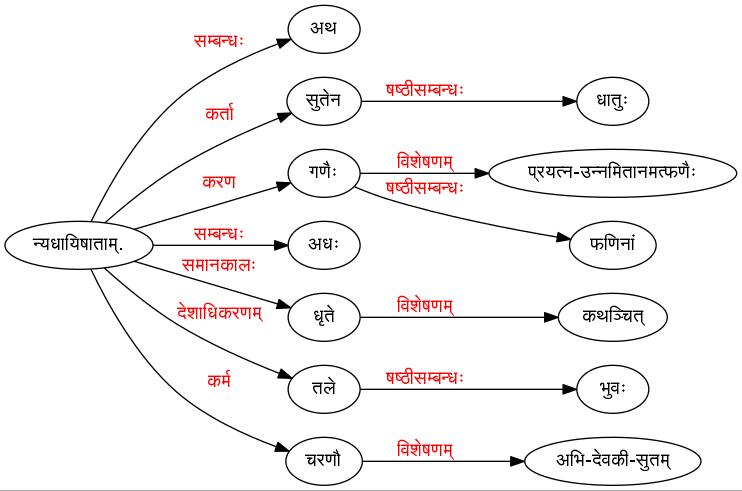 अथ
सम्बन्धः
सुतेन
षष्ठीसम्बन्धः
धातुः
कर्ता
गणैः
विशेषणम्
प्रयत्न-उन्नमितानमत्फणैः
षष्ठीसम्बन्धः
करण
फणिनां
न्यधायिषाताम्.
सम्बन्धः
अधः
समानकालः
धृते
विशेषणम्
कथञ्चित्
देशाधिकरणम्
तले
षष्ठीसम्बन्धः
भुवः
कर्म
चरणौ
विशेषणम्
अभि-देवकी-सुतम्